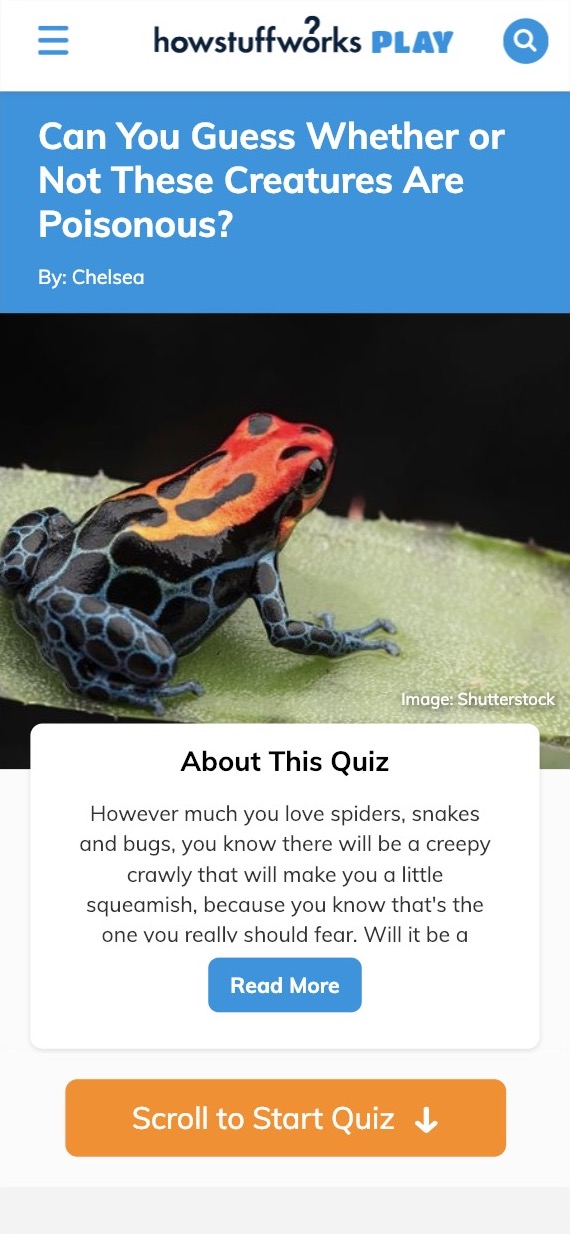 howstuffworks PLAY
Can You Guess Whether or
Not These Creatures Are
Poisonous?
By: Chelsea
Image: Shutterstock
About This Quiz
However much you love spiders, snakes
and bugs, you know there will be a creepy
crawly that will make you a little
squeamish, because you know that's the
one you really should fear. Will it be a
Read More
Scroll to Start Quiz